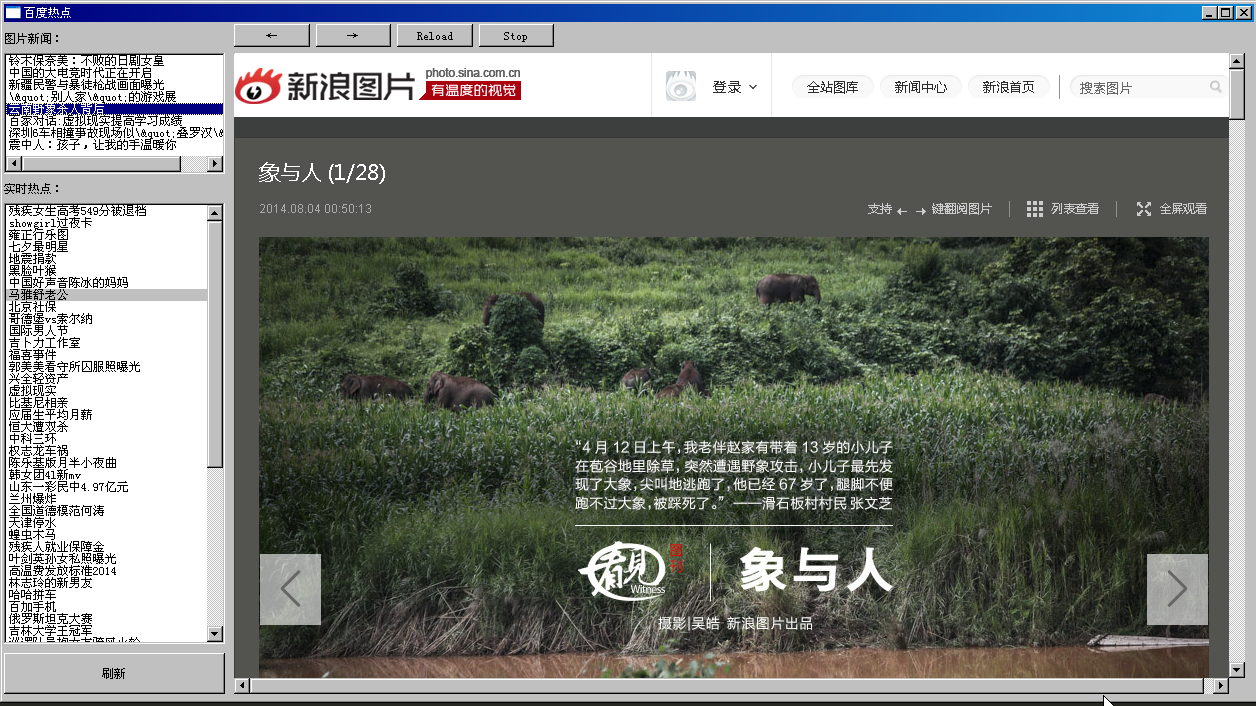 百度热点
图片新闻：
← → Reload Stop
铃木保奈美：不败的日剧女皇
中国的大电竞时代正在开启
新疆民警与暴徒枪战画面曝光
\&quot;别人家\&quot;的游戏展
云南野象杀人背后
百家对话:虚拟现实提高学习成绩
深圳6车相撞事故现场似\&quot;叠罗汉\&
震中人：孩子，让我的手温暖你
实时热点：
残疾女生高考549分被退档
showgirl过夜卡
雍正行乐图
七夕最明星
地震捐款
黑脸叶猴
中国好声音陈冰的妈妈
马雅舒老公
北京社保
哥德堡vs索尔纳
国际男人节
吉卜力工作室
福喜事件
郭美美看守所囚服照曝光
兴全轻资产
虚拟现实
比基尼相亲
应届生平均月薪
恒大遭双杀
中科三环
权志龙车祸
陈乐基版月半小夜曲
韩女团41新mv
山东一彩民中4.97亿元
兰州爆炸
全国道德模范何涛
天津停水
蝗虫木马
残疾人就业保障金
叶剑英孙女私照曝光
高温费发放标准2014
林志玲的新男友
哈哈拼车
百加手机
俄罗斯坦克大赛
吉林大学王冠军
刷新
新浪图片
photo.sina.com.cn
有温度的视觉
登录
全站图库 新闻中心 新浪首页 搜索图片
象与人 (1/28)
2014.08.04 00:50:13
支持 ← → 键翻阅图片 列表查看 全屏观看
“4 月 12 日上午，我老伴赵家有带着 13 岁的小儿子
在苞谷地里除草，突然遭遇野象攻击，小儿子最先发
现了大象，尖叫地逃跑了，他已经 67 岁了，腿脚不便
跑不过大象，被踩死了。” ——滑石板村村民 张文芝
看見
Witness
象与人
摄影|吴皓 新浪图片出品